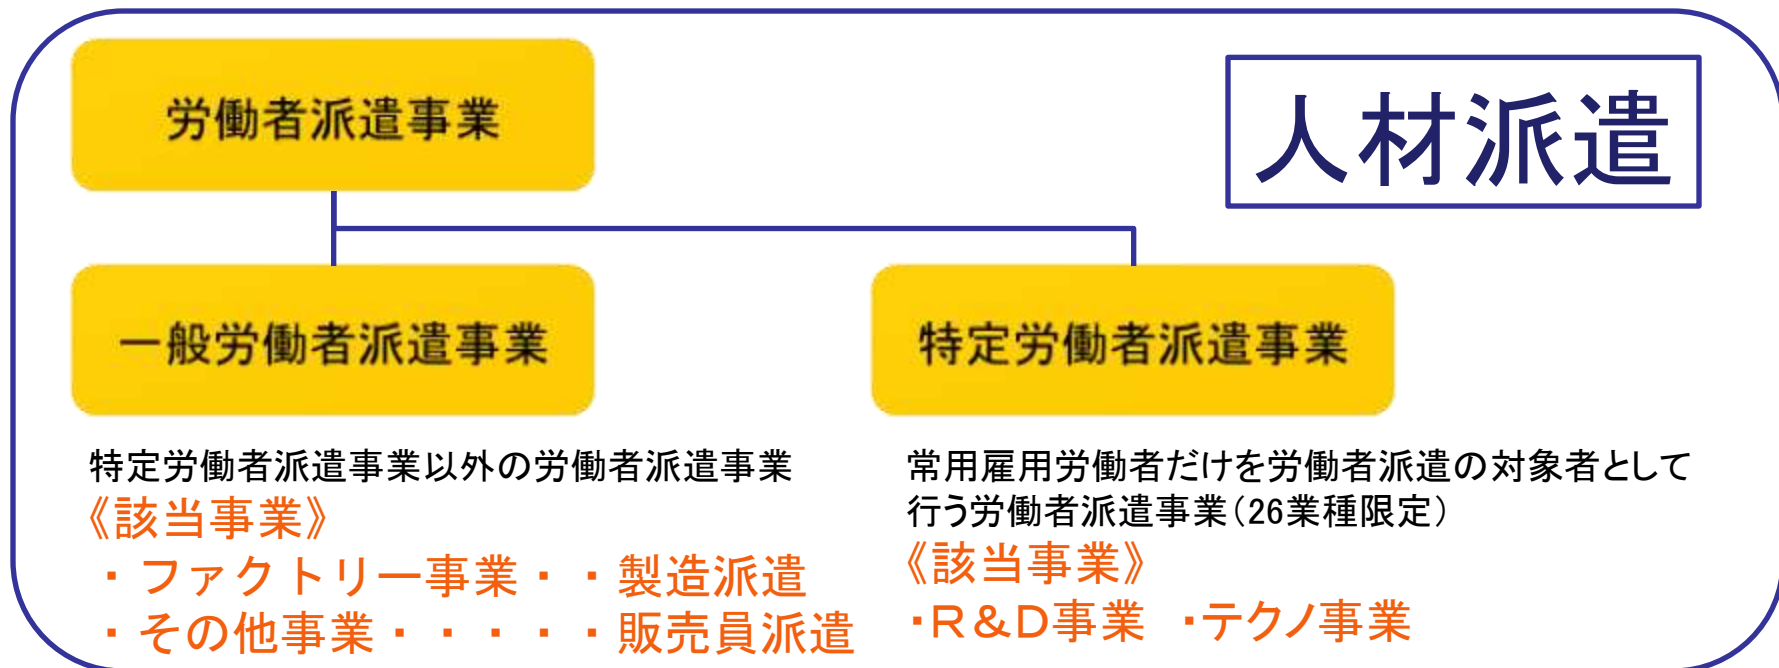 労働者派遣事業
人材派遣
一般労働者派遣事業
特定労働者派遣事業
特定労働者派遣事業以外の労働者派遣事業
《該当事業》
・ファクトリー事業・・製造派遣
・その他事業・・・・・販売員派遣
常用雇用労働者だけを労働者派遣の対象者として
行う労働者派遣事業(26業種限定)
《該当事業》
・R&D事業 ・テクノ事業